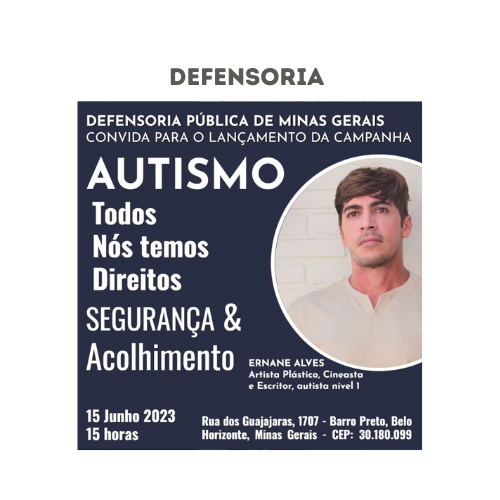 DEFENSORIA
DEFENSORIA PÚBLICA DE MINAS GERAIS
CONVIDA PARA O LANÇAMENTO DA CAMPANHA
AUTISMO
Todos
Nós temos
Direitos
SEGURANÇA &
Acolhimento
ERNANE ALVES
Artista Plástico, Cineasta
e Escritor, autista nível 1
15 Junho 2023
15 horas
Rua dos Guajajaras, 1707 - Barro Preto, Belo
Horizonte, Minas Gerais - CEP: 30.180.099